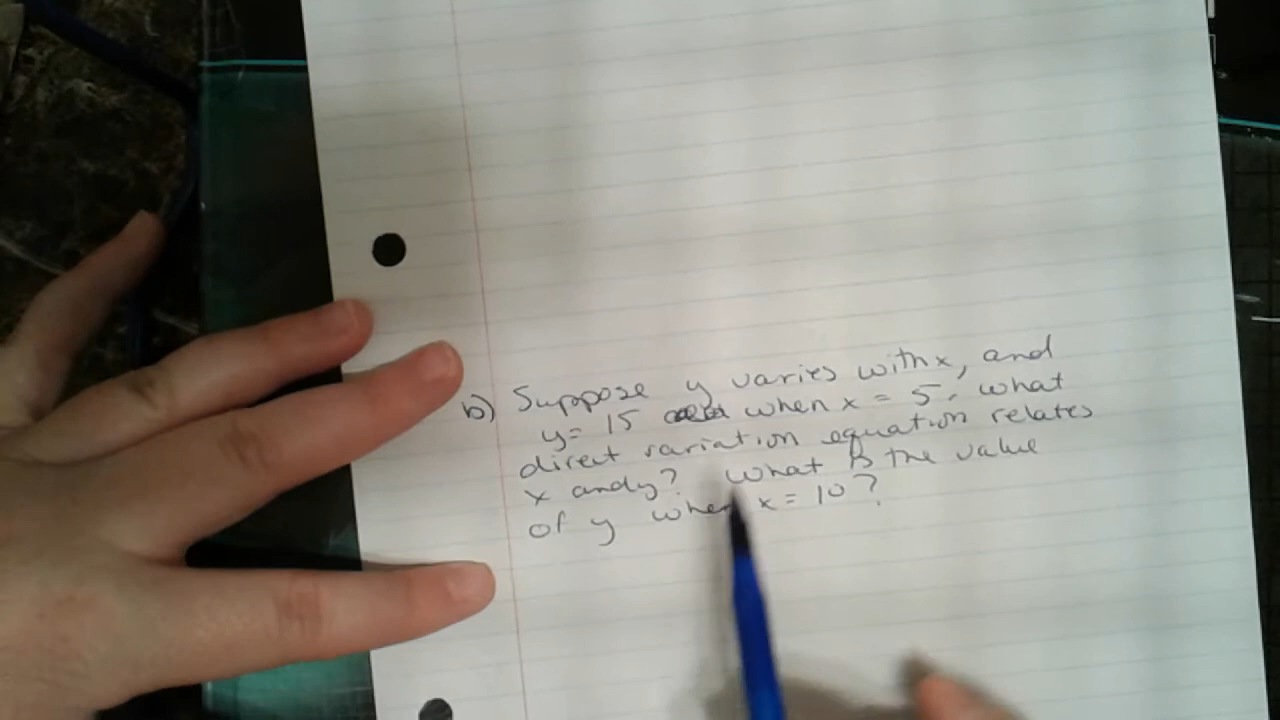 b) Suppose y varies with x, and
y = 15 when x = 5. what
direct variation equation relates
x and y? What is the value
of y when x = 10?